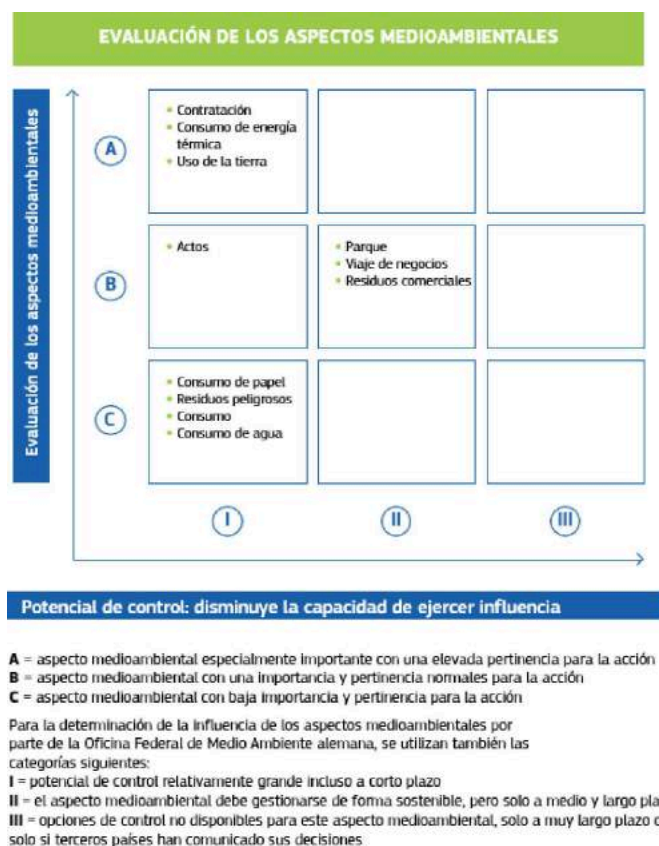 EVALUACIÓN DE LOS ASPECTOS MEDIOAMBIENTALES
Evaluación de los aspectos medioambientales
A
• Contratación
• Consumo de energía
térmica
• Uso de la tierra
B
• Actos
• Parque
• Viaje de negocios
• Residuos comerciales
C
• Consumo de papel
• Residuos peligrosos
• Consumo
• Consumo de agua
I
II
III
Potencial de control: disminuye la capacidad de ejercer influencia
A = aspecto medioambiental especialmente importante con una elevada pertinencia para la acción
B = aspecto medioambiental con una importancia y pertinencia normales para la acción
C = aspecto medioambiental con baja importancia y pertinencia para la acción
Para la determinación de la influencia de los aspectos medioambientales por
parte de la Oficina Federal de Medio Ambiente alemana, se utilizan también las
categorías siguientes:
I = potencial de control relativamente grande incluso a corto plazo
II = el aspecto medioambiental debe gestionarse de forma sostenible, pero solo a medio y largo
III = opciones de control no disponibles para este aspecto medioambiental, solo a muy largo plazo
solo si terceros países han comunicado sus decisiones